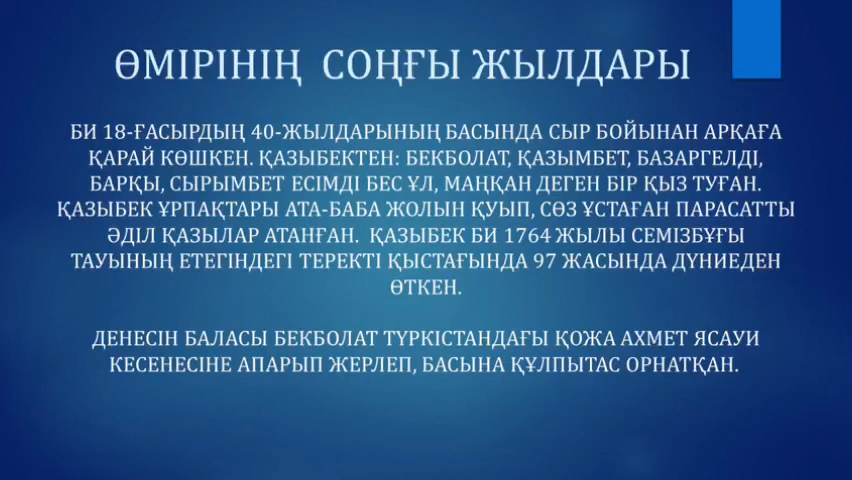 ӨМІРІНІҢ СОҢҒЫ ЖЫЛДАРЫ
БИ 18-ҒАСЫРДЫҢ 40-ЖЫЛДАРЫНЫҢ БАСЫНДА СЫР БОЙЫНАН АРҚАҒА
ҚАРАЙ КӨШКЕН. ҚАЗЫБЕКТЕН: БЕКБОЛАТ, ҚАЗЫМБЕТ, БАЗАРГЕЛДІ,
БАРҚЫ, СЫРЫМБЕТ ЕСІМДІ БЕС ҰЛ, МАҢҚАН ДЕГЕН БІР ҚЫЗ ТУҒАН.
ҚАЗЫБЕК ҰРПАҚТАРЫ АТА-БАБА ЖОЛЫН ҚУЫП, СӨЗ ҰСТАҒАН ПАРАСАТТЫ
ӘДІЛ ҚАЗЫЛАР АТАНҒАН. ҚАЗЫБЕК БИ 1764 ЖЫЛЫ СЕМІЗБҰҒЫ
ТАУЫНЫҢ ЕТЕГІНДЕГІ ТЕРЕКТІ ҚЫСТАҒЫНДА 97 ЖАСЫНДА ДҮНИЕДЕН
ӨТКЕН.
ДЕНЕСІН БАЛАСЫ БЕКБОЛАТ ТҮРКІСТАНДАҒЫ ҚОЖА АХМЕТ ЯСАУИ
КЕСЕНЕСІНЕ АПАРЫП ЖЕРЛЕП, БАСЫНА ҚҰЛПЫТАС ОРНАТҚАН.